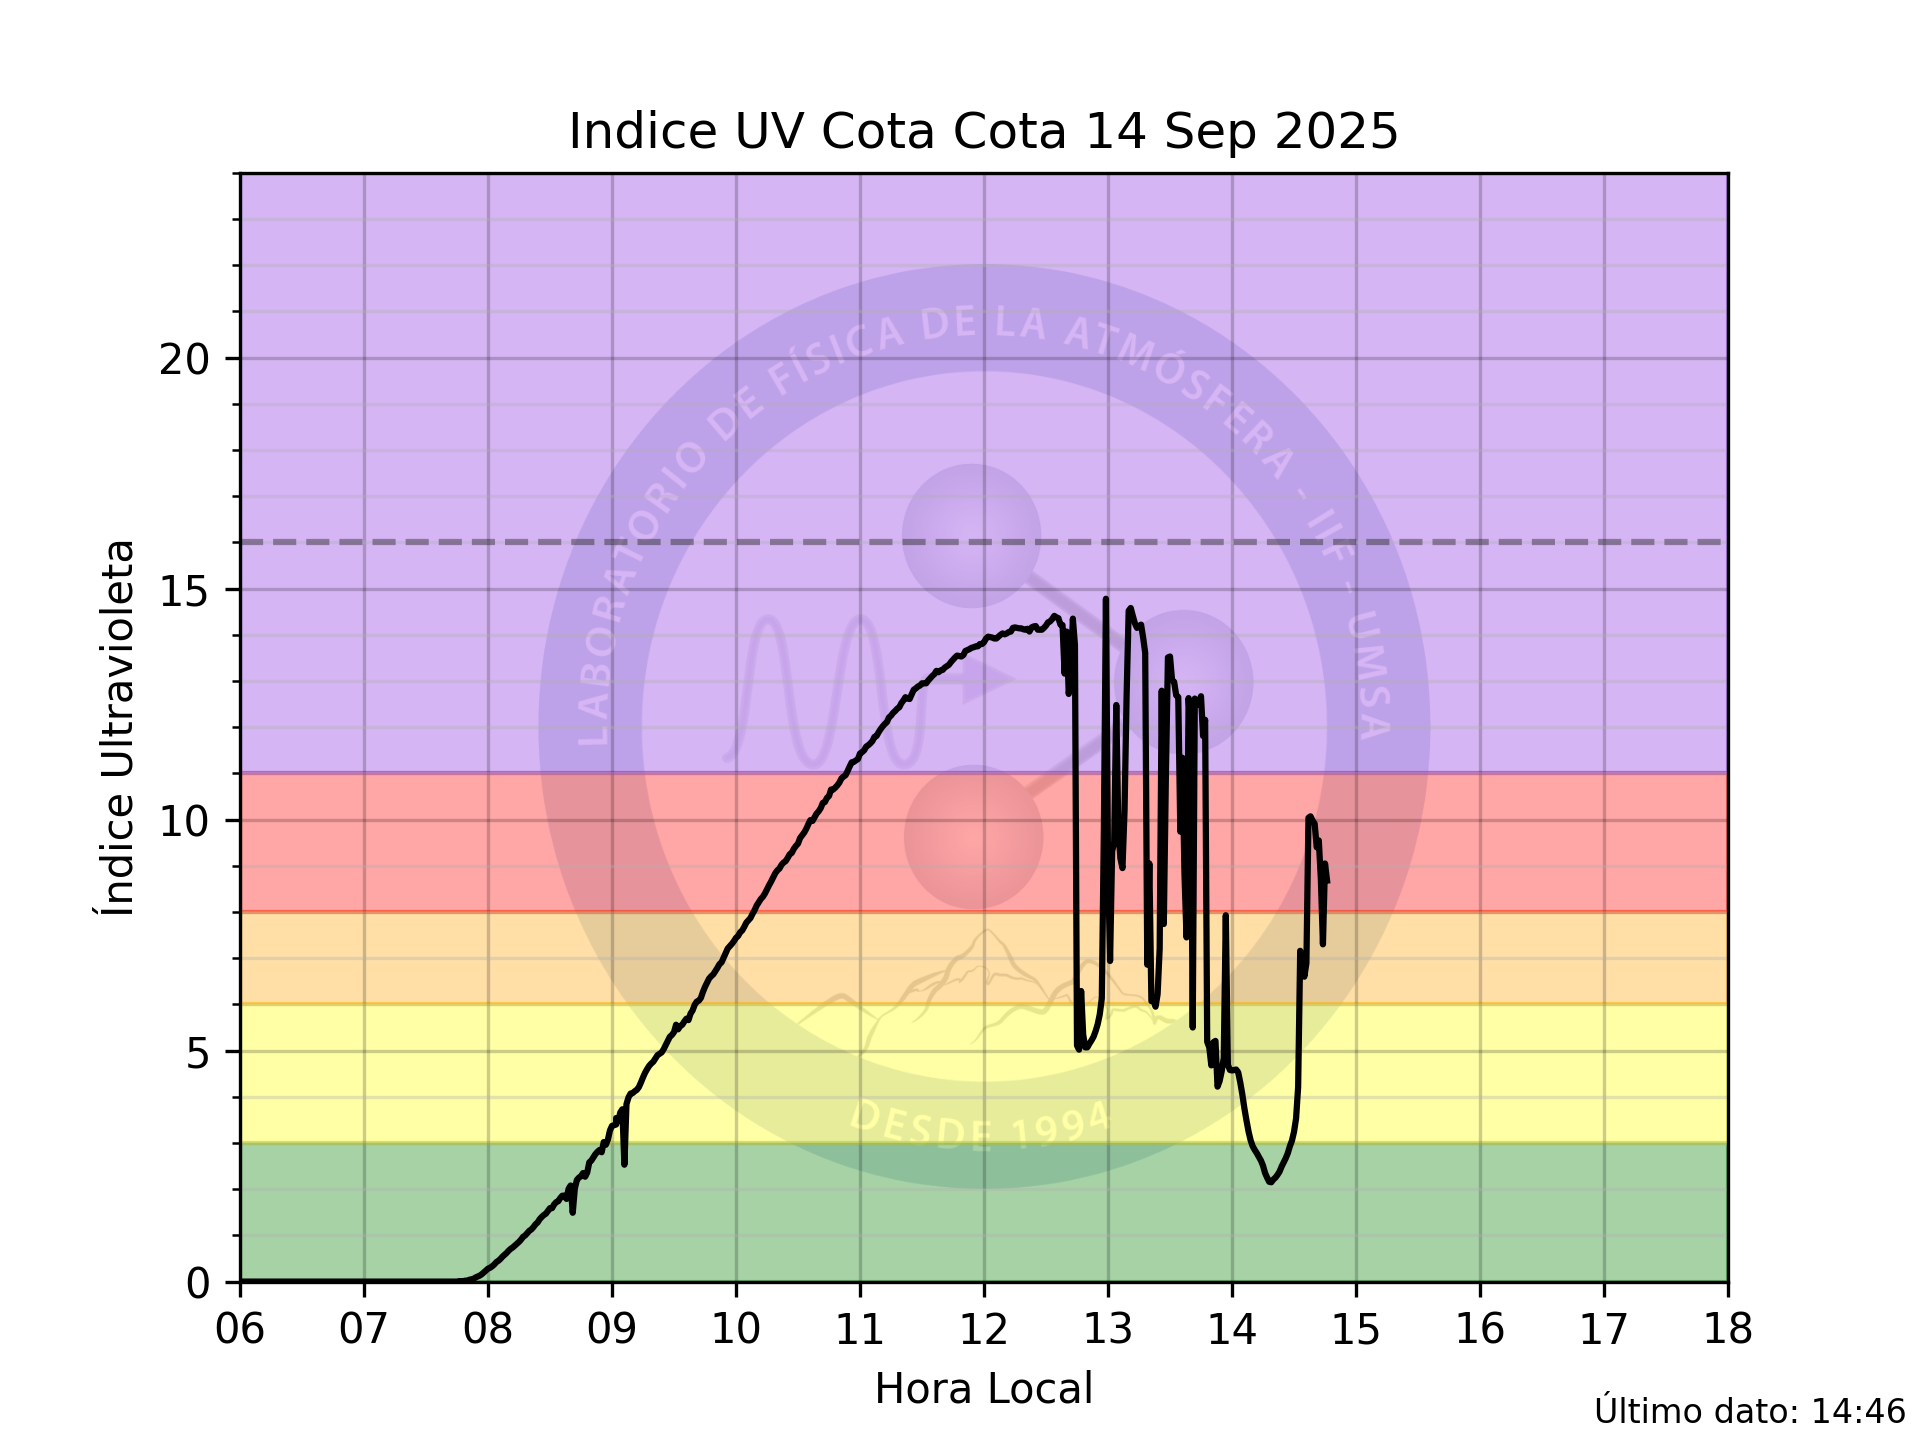 Indice UV Cota Cota 14 Sep 2025
LABORATORIO DE FÍSICA DE LA ATMÓSFERA - IIF - UMSA
DESDE 1994
Índice Ultravioleta
20
15
10
5
0
06 07 08 09 10 11 12 13 14 15 16 17 18
Hora Local
Último dato: 14:46